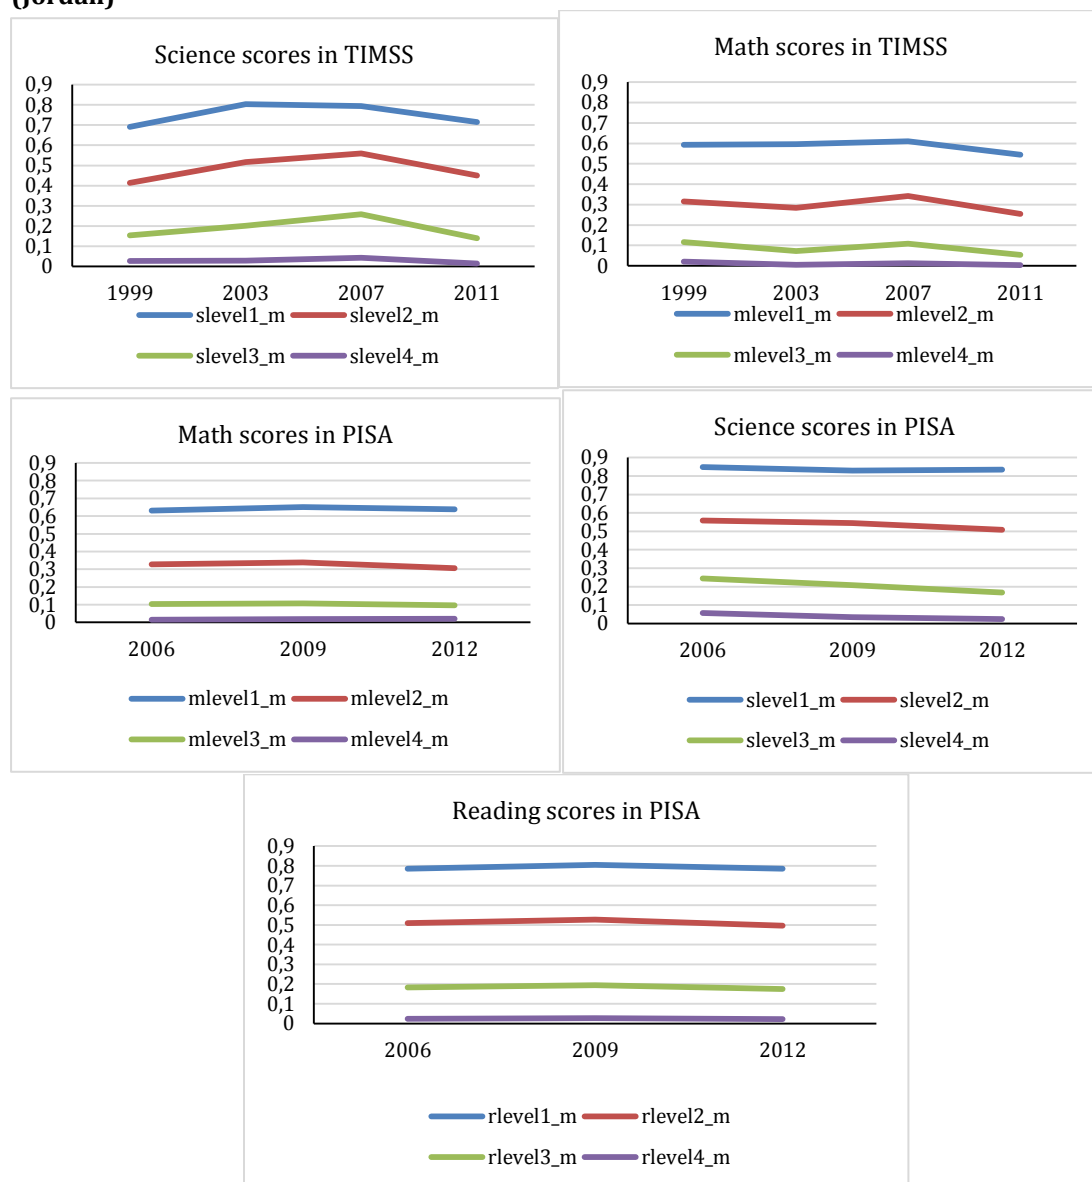 (Jordan)
Science scores in TIMSS
0,9
0,8
0,7
0,6
0,5
0,4
0,3
0,2
0,1
0
1999 2003 2007 2011
slevel1_m slevel2_m
slevel3_m slevel4_m
Math scores in TIMSS
0,9
0,8
0,7
0,6
0,5
0,4
0,3
0,2
0,1
0
1999 2003 2007 2011
mlevel1_m mlevel2_m
mlevel3_m mlevel4_m
Math scores in PISA
0,9
0,8
0,7
0,6
0,5
0,4
0,3
0,2
0,1
0
2006 2009 2012
mlevel1_m mlevel2_m
mlevel3_m mlevel4_m
Science scores in PISA
0,9
0,8
0,7
0,6
0,5
0,4
0,3
0,2
0,1
0
2006 2009 2012
slevel1_m slevel2_m
slevel3_m slevel4_m
Reading scores in PISA
0,9
0,8
0,7
0,6
0,5
0,4
0,3
0,2
0,1
0
2006 2009 2012
rlevel1_m rlevel2_m
rlevel3_m rlevel4_m